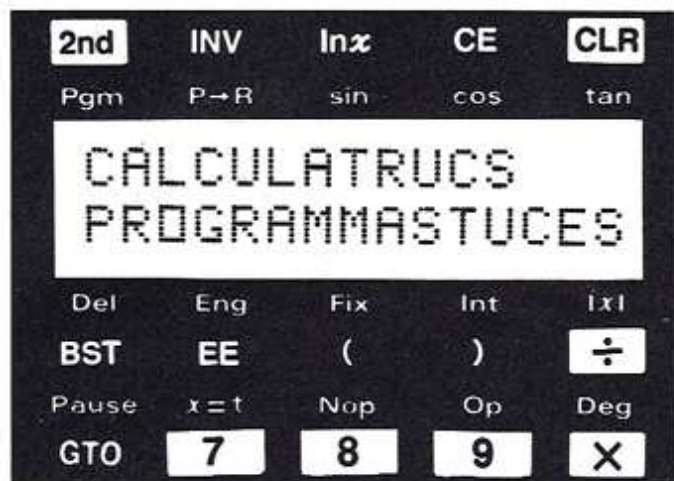 2nd INV lnx CE CLR
Pgm P→R sin cos tan
CALCULATRUCS
PROGRAMMASTUCES
Del Eng Fix Int |x|
BST EE ( ) ÷
Pause x=t Nop Op Deg
GTO 7 8 9 ×